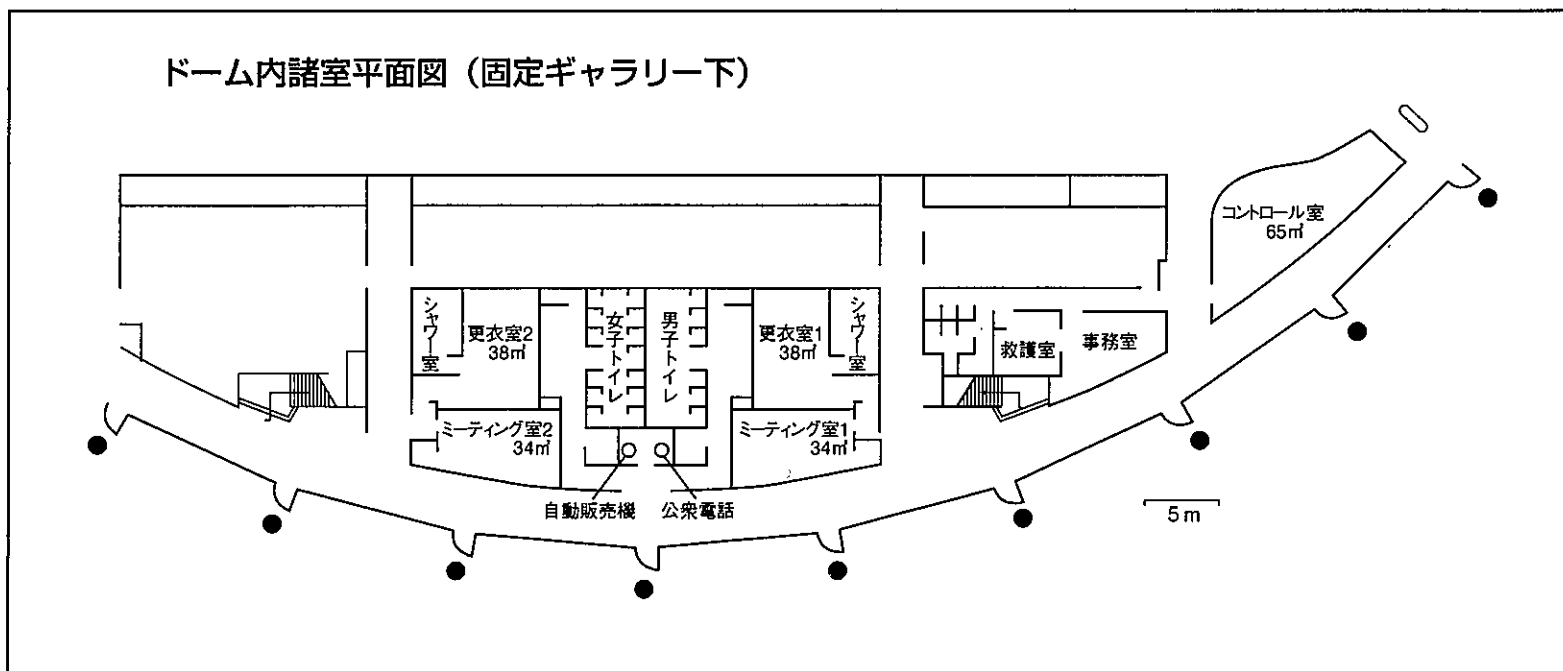 ドーム内諸室平面図（固定ギャラリー下）
コントロール室
65㎡
シャワー室
更衣室2
38㎡
女子トイレ
男子トイレ
更衣室1
38㎡
シャワー室
救護室
事務室
ミーティング室2
34㎡
ミーティング室1
34㎡
自動販売機
公衆電話
5m